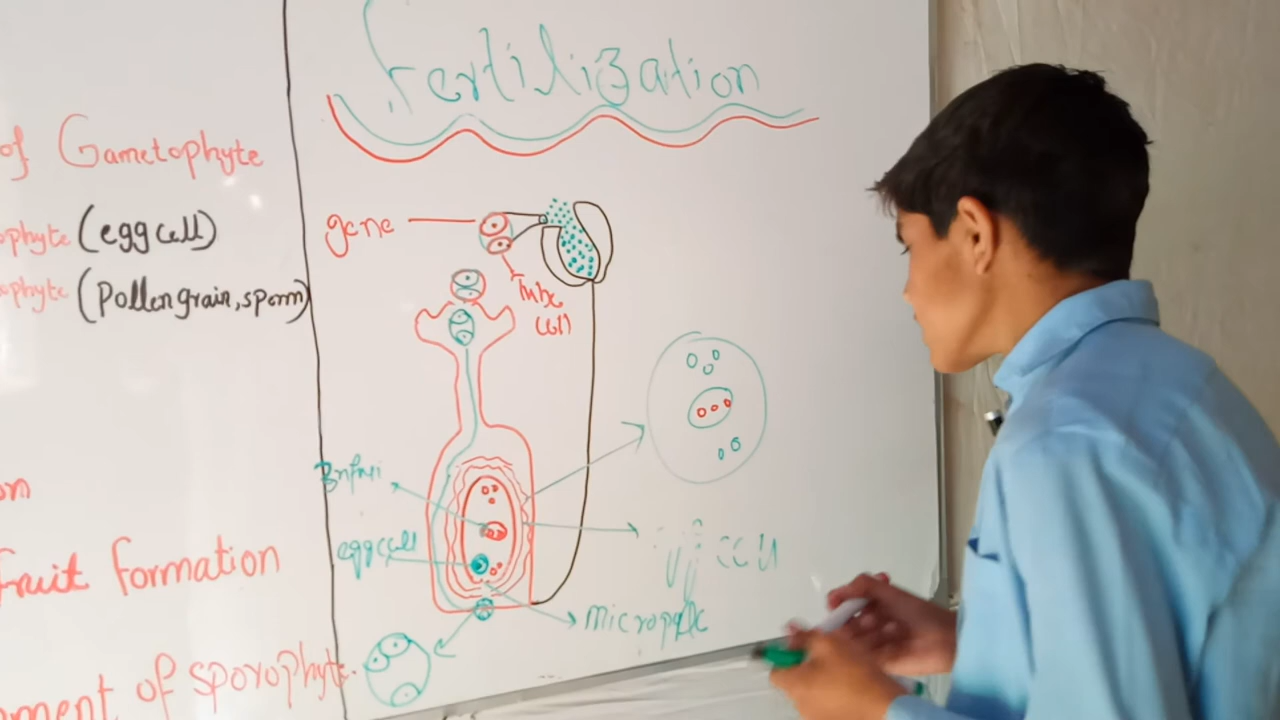 of Gametophyte
ophyte (egg cell)
ophyte (Pollen grain, sperm)
on
fruit formation
ment of sporophyte.
Fertilization
gene
tube
cell
egg cell
micropyle